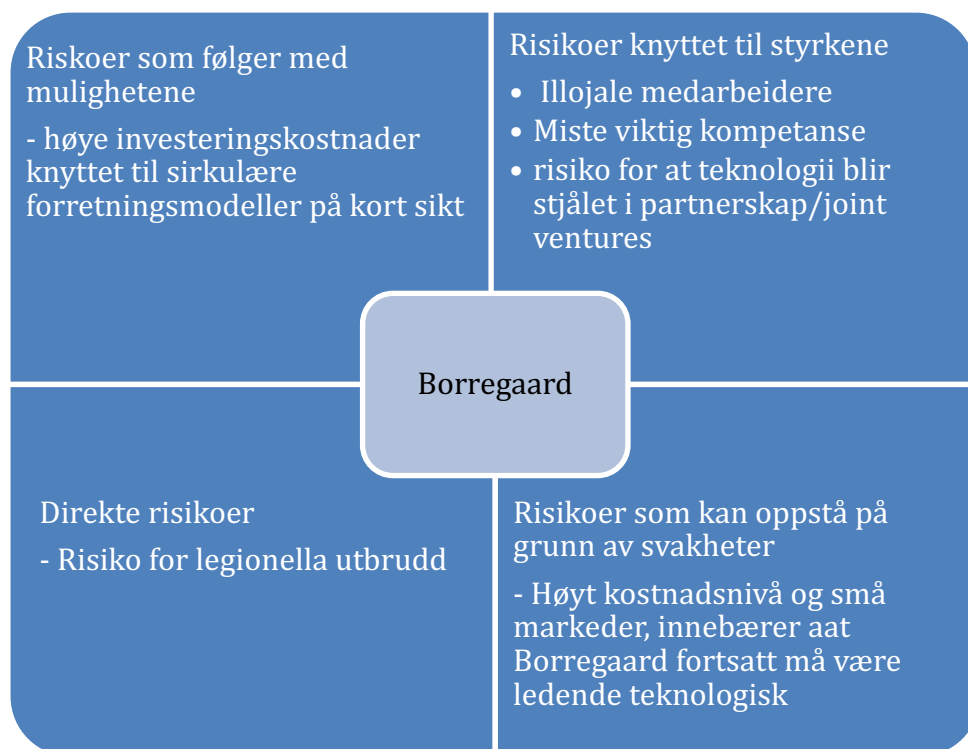 Riskoer som følger med
mulighetene
- høye investeringskostnader
knyttet til sirkulære
forretningsmodeller på kort sikt
Risikoer knyttet til styrkene
• Illojale medarbeidere
• Miste viktig kompetanse
• risiko for at teknologii blir
stjålet i partnerskap/joint
ventures
Borregaard
Direkte risikoer
- Risiko for legionella utbrudd
Risikoer som kan oppstå på
grunn av svakheter
- Høyt kostnadsnivå og små
markeder, innebærer aat
Borregaard fortsatt må være
ledende teknologisk